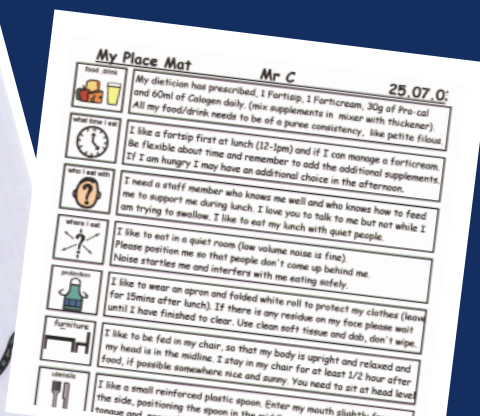 My Place Mat Mr C 25.07.0
food drink
My dietician has prescribed, 1 Fortisip, 1 Forticream, 30g of Pro-cal
and 60ml of Calogen daily. (mix supplements in mixer with thickener).
All my food/drink needs to be of a puree consistency, like petite filous.
what time I eat
I like a fortsip first at lunch (12-1pm) and if I can manage a forticream.
Be flexible about time and remember to add the additional supplements.
If I am hungry I may have an additional choice in the afternoon.
who I eat with
I need a staff member who knows me well and who knows how to feed
me to support me during lunch. I love you to talk to me but not while I
am trying to swallow. I like to eat my lunch with quiet people.
where I eat
I like to eat in a quiet room (low volume noise is fine).
Please position me so that people don't come up behind me.
Noise startles me and interfers with me eating safely.
protection
I like to wear an apron and folded white roll to protect my clothes (leave
for 15mins after lunch). If there is any residue on my face please wait
until I have finished to clear. Use clean soft tissue and dab, don't wipe.
furniture
I like to be fed in my chair, so that my body is upright and relaxed and
my head is in the midline. I stay in my chair for at least 1/2 hour after
food, if possible somewhere nice and sunny. You need to sit at head level
utensils
I like a small reinforced plastic spoon. Enter my mouth slightly
the side, positioning the spoon in the
tongue and